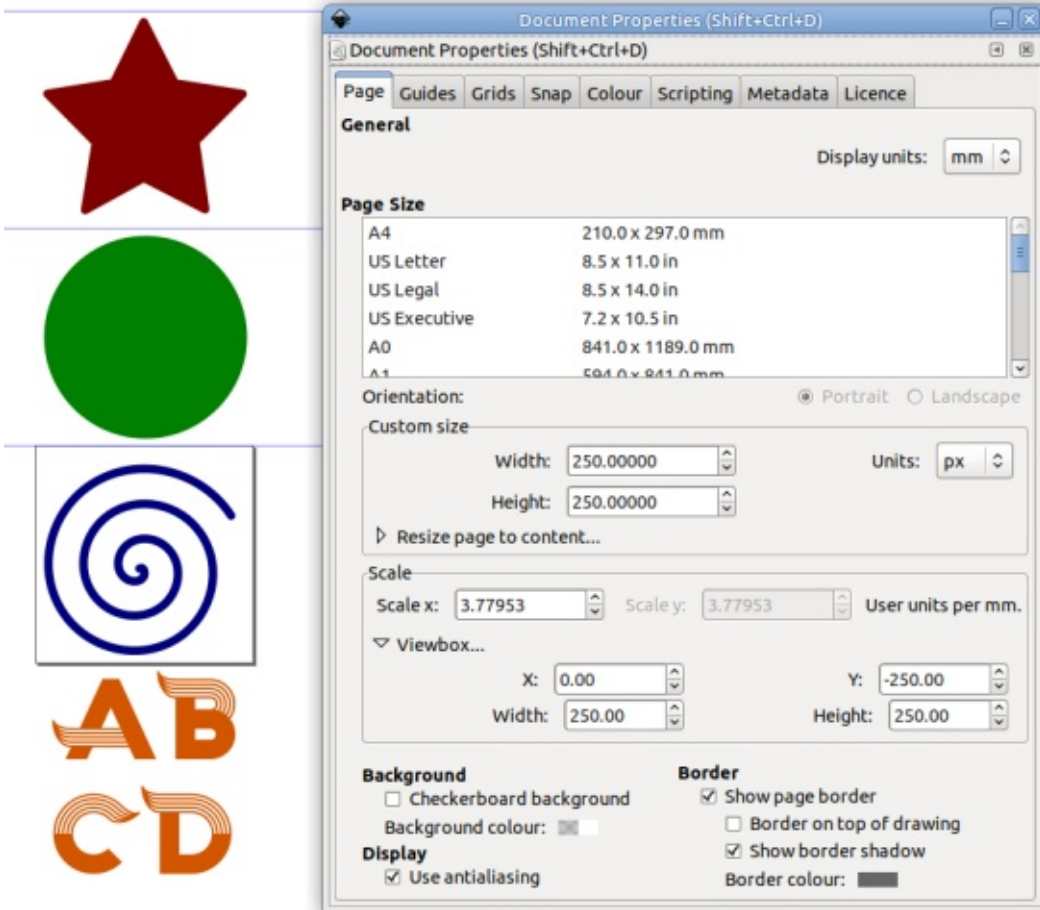 Document Properties (Shift+Ctrl+D)
Document Properties (Shift+Ctrl+D)
Page Guides Grids Snap Colour Scripting Metadata Licence
General
Display units: mm
Page Size
A4 210.0 x 297.0 mm
US Letter 8.5 x 11.0 in
US Legal 8.5 x 14.0 in
US Executive 7.2 x 10.5 in
A0 841.0 x 1189.0 mm
A1 594.0 x 841.0 mm
Orientation: Portrait Landscape
Custom size
Width: 250.00000 Units: px
Height: 250.00000
Resize page to content...
Scale
Scale x: 3.77953 Scale y: 3.77953 User units per mm.
Viewbox...
X: 0.00 Y: -250.00
Width: 250.00 Height: 250.00
Background
Checkerboard background
Background colour:
Display
Use antialiasing
Border
Show page border
Border on top of drawing
Show border shadow
Border colour:
AB
CD